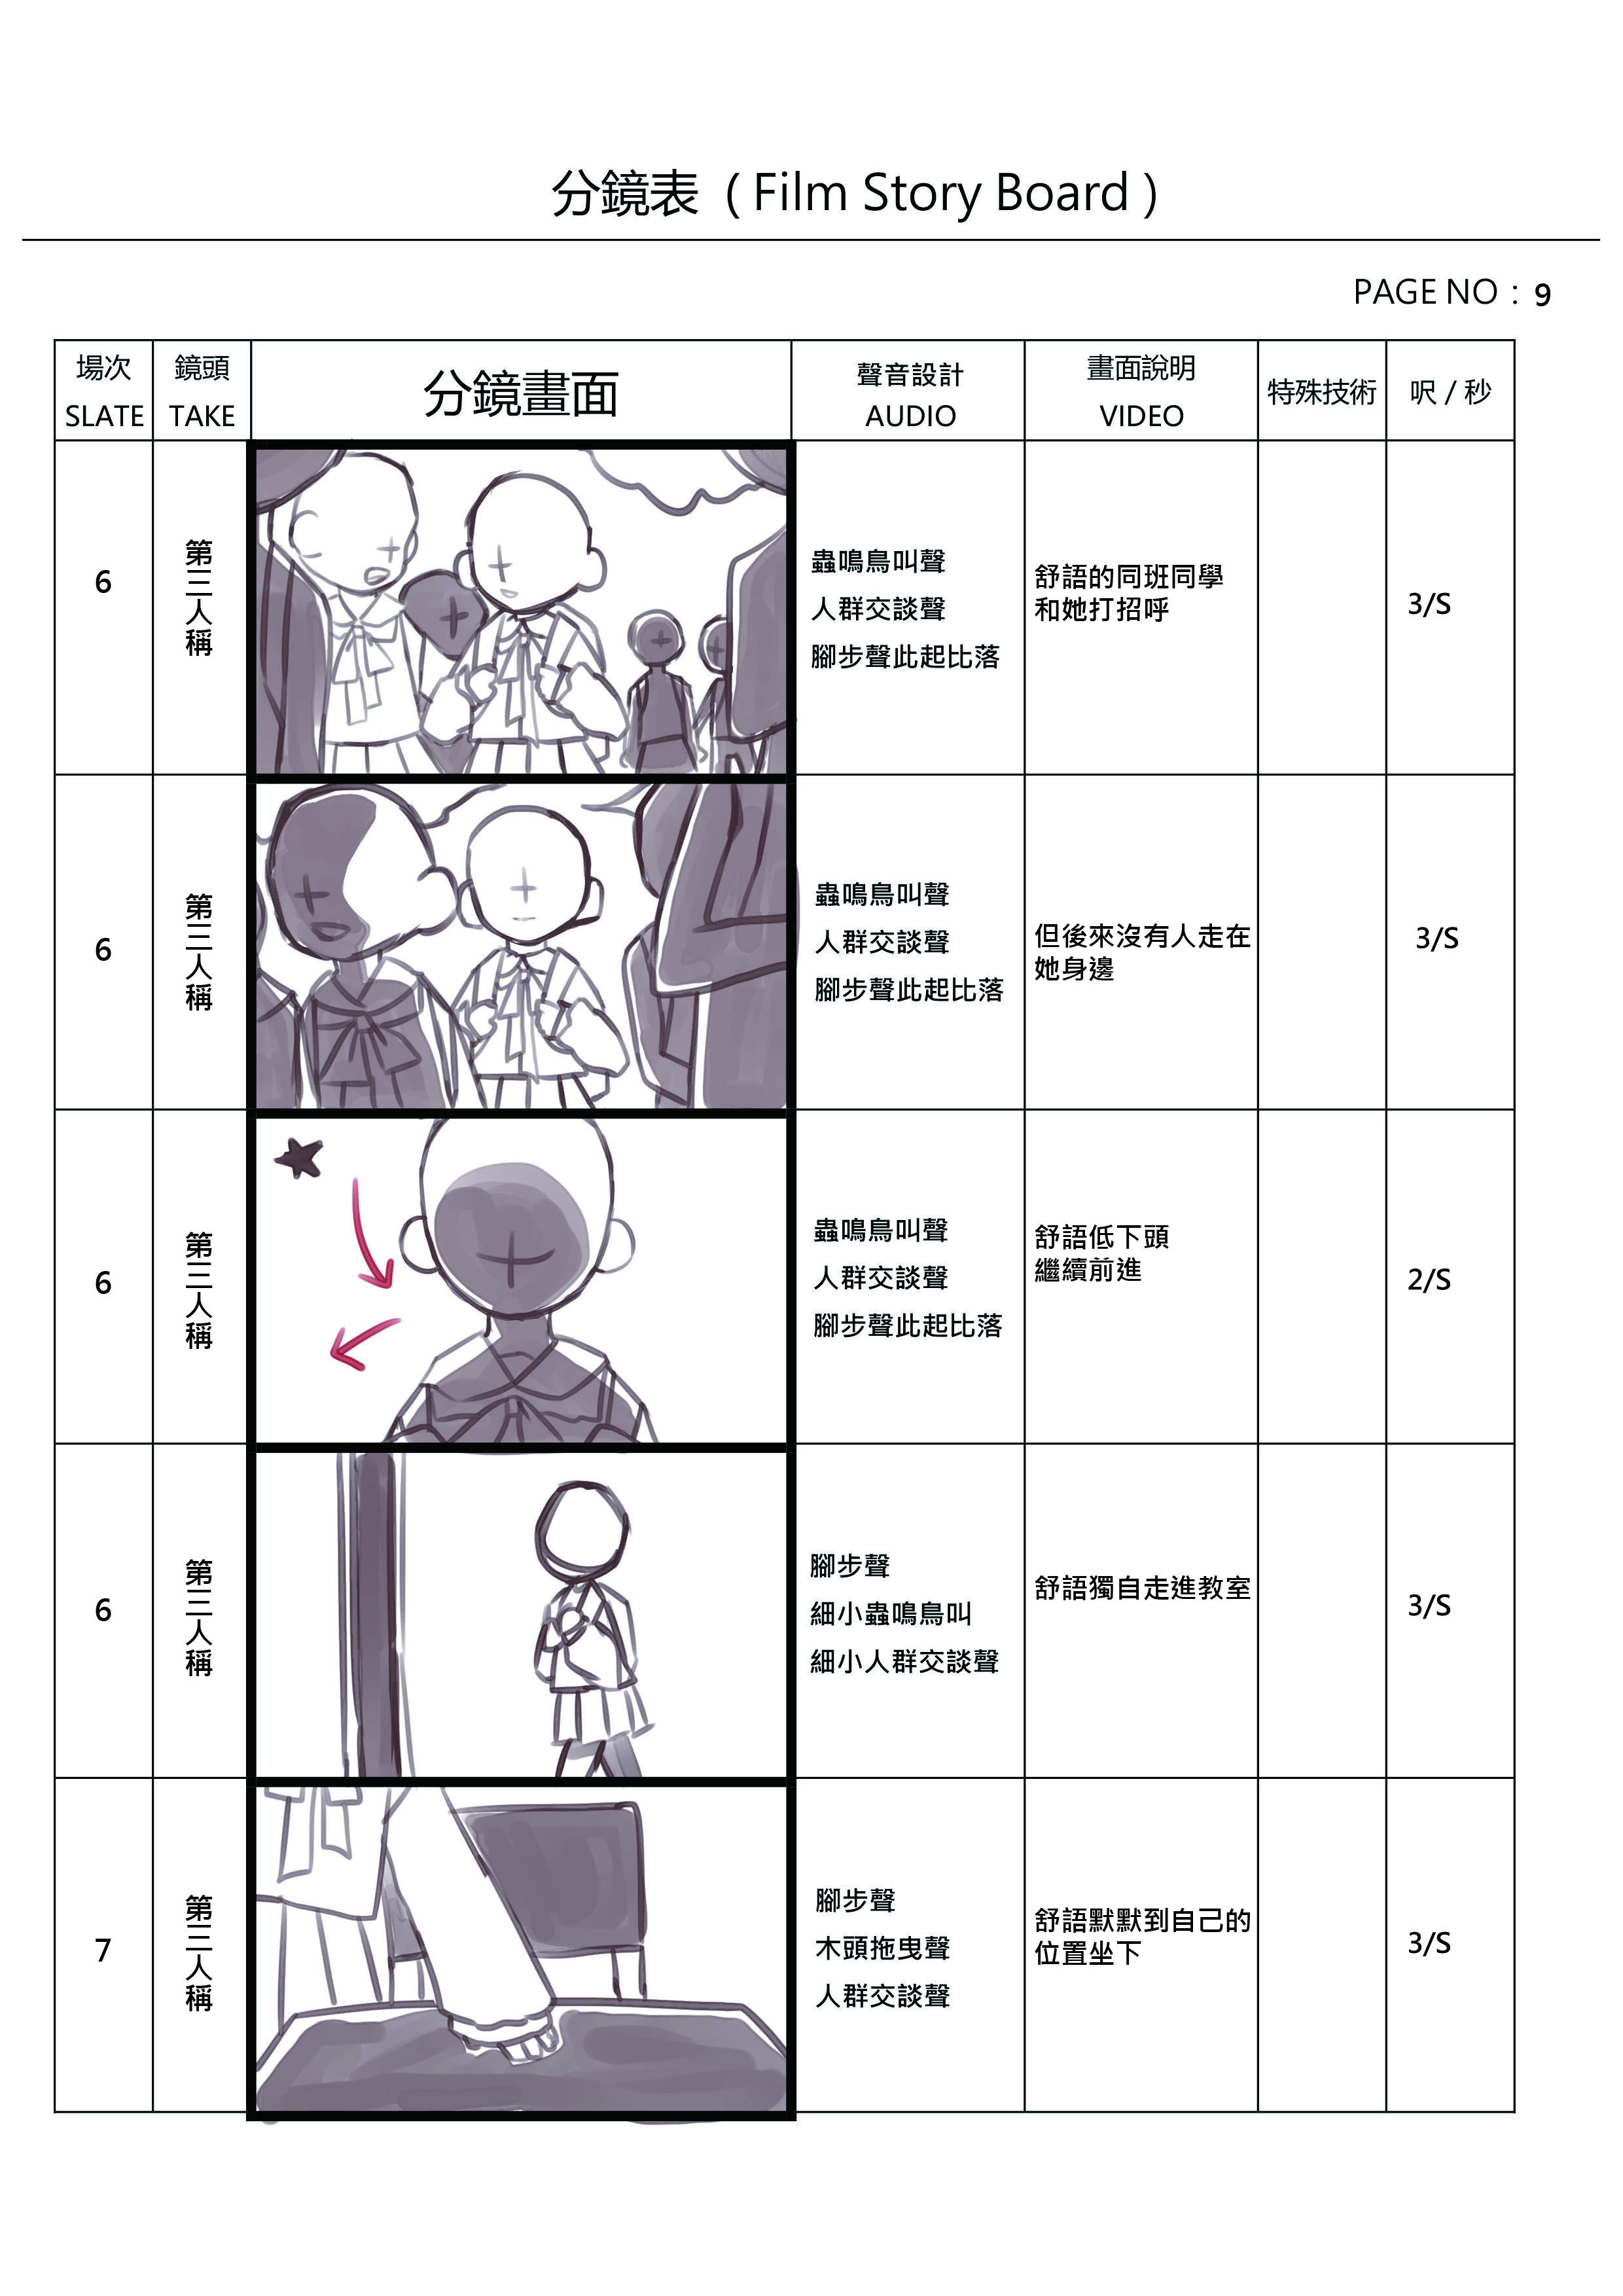 分鏡表（Film Story Board）
PAGE NO：9
場次
SLATE
鏡頭
TAKE
分鏡畫面
聲音設計
AUDIO
畫面說明
VIDEO
特殊技術
呎 / 秒
6
第三人稱
蟲鳴鳥叫聲
人群交談聲
腳步聲此起比落
舒語的同班同學
和她打招呼
3/S
6
第三人稱
蟲鳴鳥叫聲
人群交談聲
腳步聲此起比落
但後來沒有人走在
她身邊
3/S
6
第三人稱
蟲鳴鳥叫聲
人群交談聲
腳步聲此起比落
舒語低下頭
繼續前進
2/S
6
第三人稱
腳步聲
細小蟲鳴鳥叫
細小人群交談聲
舒語獨自走進教室
3/S
7
第三人稱
腳步聲
木頭拖曳聲
人群交談聲
舒語默默到自己的
位置坐下
3/S